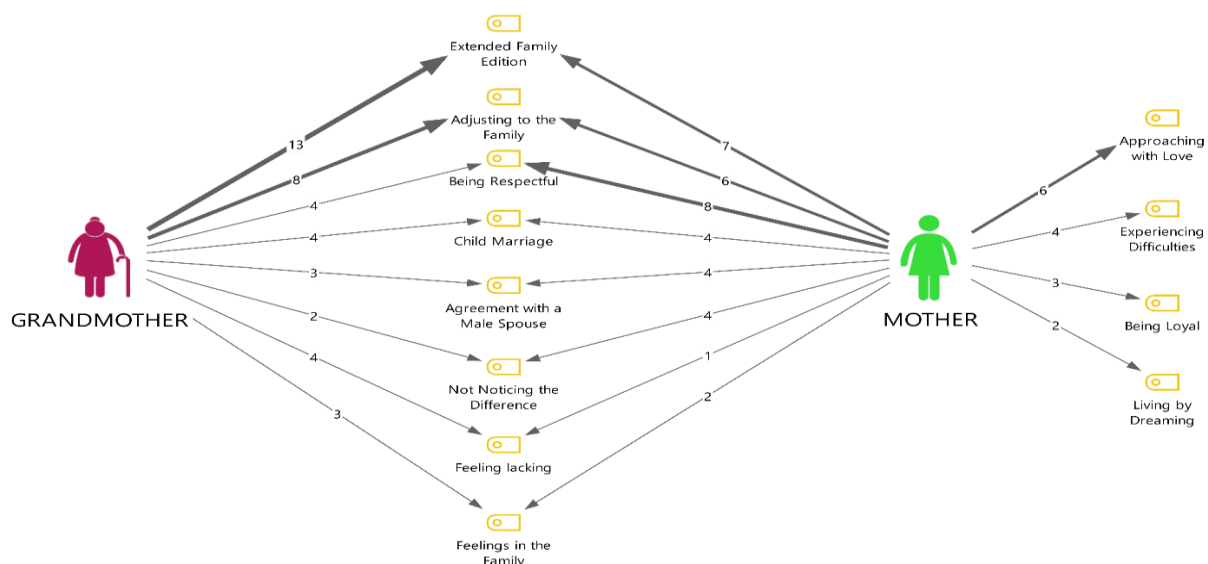 Extended Family
Edition
13
7
Adjusting to the
Family
8
6
Being Respectful
4
8
Child Marriage
4
4
Agreement with a
Male Spouse
3
4
Not Noticing the
Difference
2
4
Feeling lacking
4
1
Feelings in the
Family
3
2
GRANDMOTHER
MOTHER
Approaching
with Love
6
Experiencing
Difficulties
4
Being Loyal
3
Living by
Dreaming
2